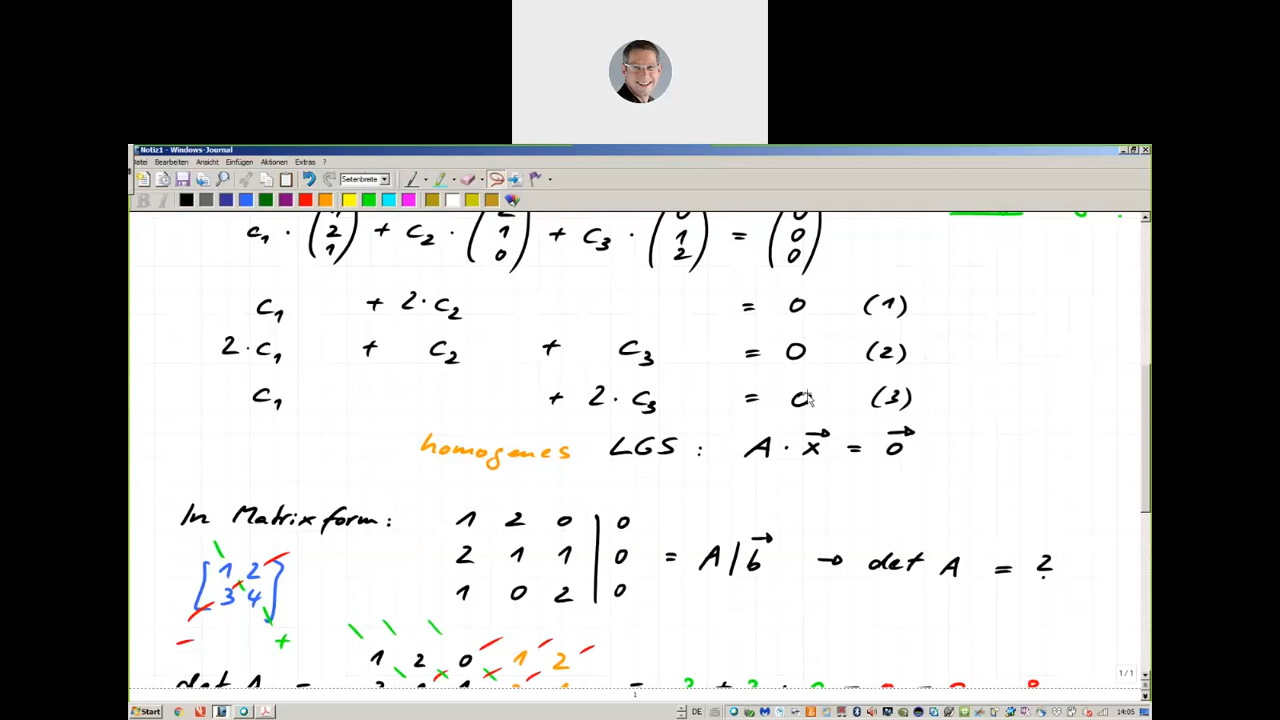 Notiz1 - Windows-Journal
Datei Bearbeiten Ansicht Einfügen Aktionen Extras ?
Seitenbreite
c₁ · (2 1) + c₂ · (1 0) + c₃ · (1 2) = (0 0)
c₁ + 2·c₂ = 0 (1)
2·c₁ + c₂ + c₃ = 0 (2)
c₁ + 2·c₃ = 0 (3)
homogenes LGS : A · x⃗ = 0⃗
In Matrixform:
1 2 0 | 0
2 1 1 | 0 = A | b⃗ → det A = ?
1 0 2 | 0
[1 2
3 4]
- +
1 2 0 1 2
det A =
1/1
1
Start
DE
14:05